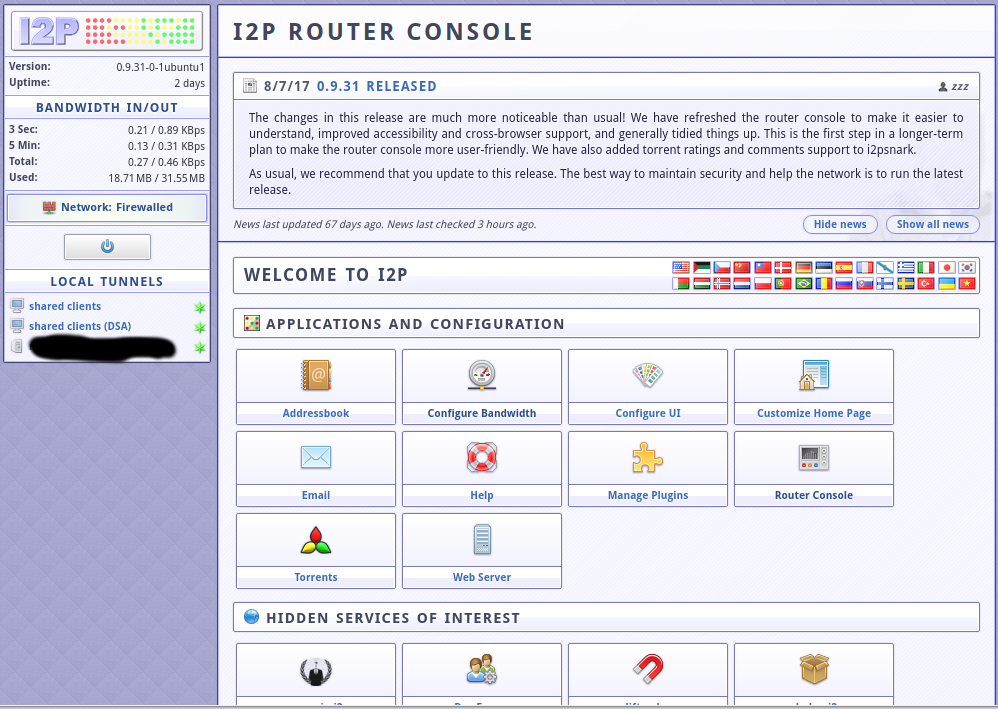 I2P
Version: 0.9.31-0-1ubuntu1
Uptime: 2 days
BANDWIDTH IN/OUT
3 Sec: 0.21 / 0.89 KBps
5 Min: 0.13 / 0.31 KBps
Total: 0.27 / 0.46 KBps
Used: 18.71 MB / 31.55 MB
Network: Firewalled
LOCAL TUNNELS
shared clients
shared clients (DSA)
I2P ROUTER CONSOLE
8/7/17 0.9.31 RELEASED
zzz
The changes in this release are much more noticeable than usual! We have refreshed the router console to make it easier to
understand, improved accessibility and cross-browser support, and generally tidied things up. This is the first step in a longer-term
plan to make the router console more user-friendly. We have also added torrent ratings and comments support to i2psnark.
As usual, we recommend that you update to this release. The best way to maintain security and help the network is to run the latest
release.
News last updated 67 days ago. News last checked 3 hours ago.
Hide news
Show all news
WELCOME TO I2P
APPLICATIONS AND CONFIGURATION
Addressbook
Configure Bandwidth
Configure UI
Customize Home Page
Email
Help
Manage Plugins
Router Console
Torrents
Web Server
HIDDEN SERVICES OF INTEREST